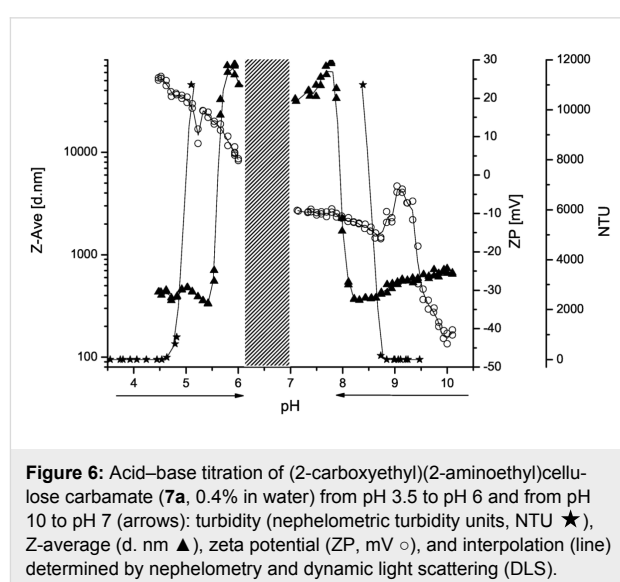 Z-Ave [d.nm]
10000
1000
100
4 5 6 7 8 9 10
pH
30
20
10
0
-10
-20
-30
-40
-50
ZP [mV]
12000
10000
8000
6000
4000
2000
0
NTU
Figure 6: Acid–base titration of (2-carboxyethyl)(2-aminoethyl)cellu-
lose carbamate (7a, 0.4% in water) from pH 3.5 to pH 6 and from pH
10 to pH 7 (arrows): turbidity (nephelometric turbidity units, NTU ★),
Z-average (d. nm ▲), zeta potential (ZP, mV ○), and interpolation (line)
determined by nephelometry and dynamic light scattering (DLS).